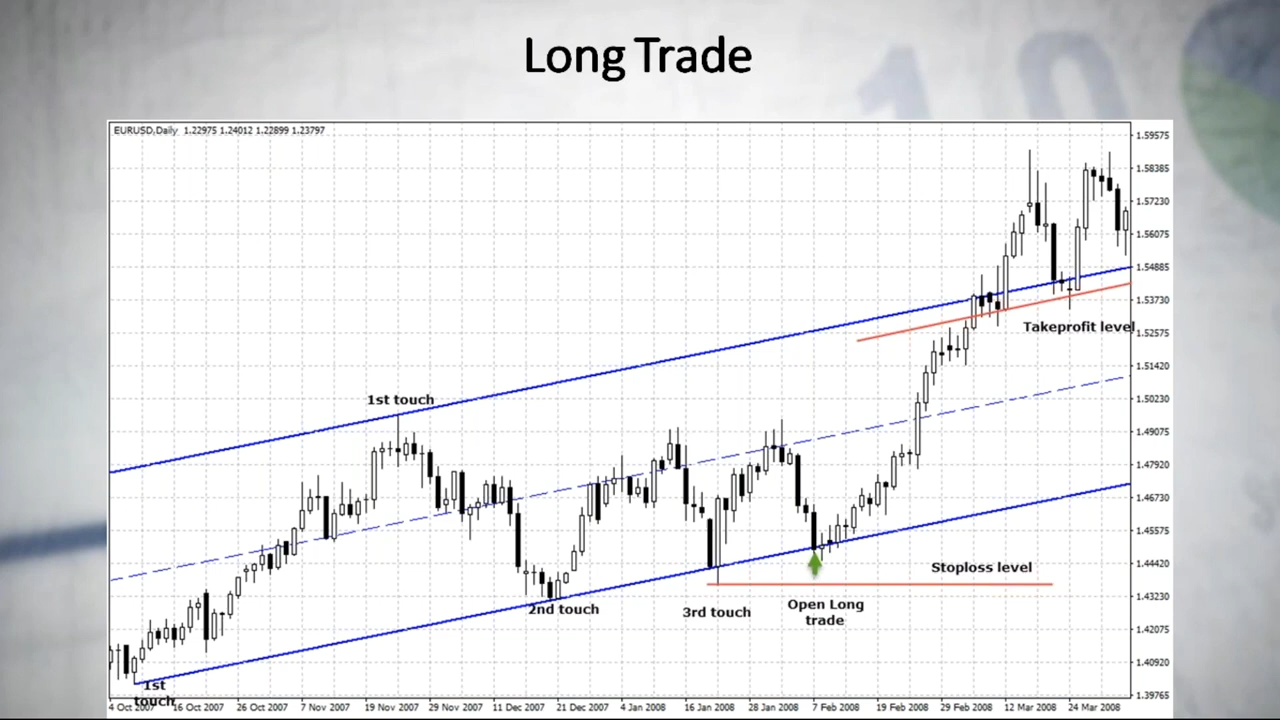 Long Trade
EURUSD,Daily 1.22975 1.24012 1.22899 1.23797
1.59575
1.58385
1.57230
1.56075
1.54885
1.53730
Takeprofit level
1.52575
1.51420
1.50230
1st touch
1.49075
1.47920
1.46730
1.45575
Stoploss level
1.44420
1.43230
2nd touch
3rd touch
Open Long
trade
1.42075
1.40920
1st
touch
1.39765
4 Oct 2007 16 Oct 2007 26 Oct 2007 7 Nov 2007 19 Nov 2007 29 Nov 2007 11 Dec 2007 21 Dec 2007 4 Jan 2008 16 Jan 2008 28 Jan 2008 7 Feb 2008 19 Feb 2008 29 Feb 2008 12 Mar 2008 24 Mar 2008
10